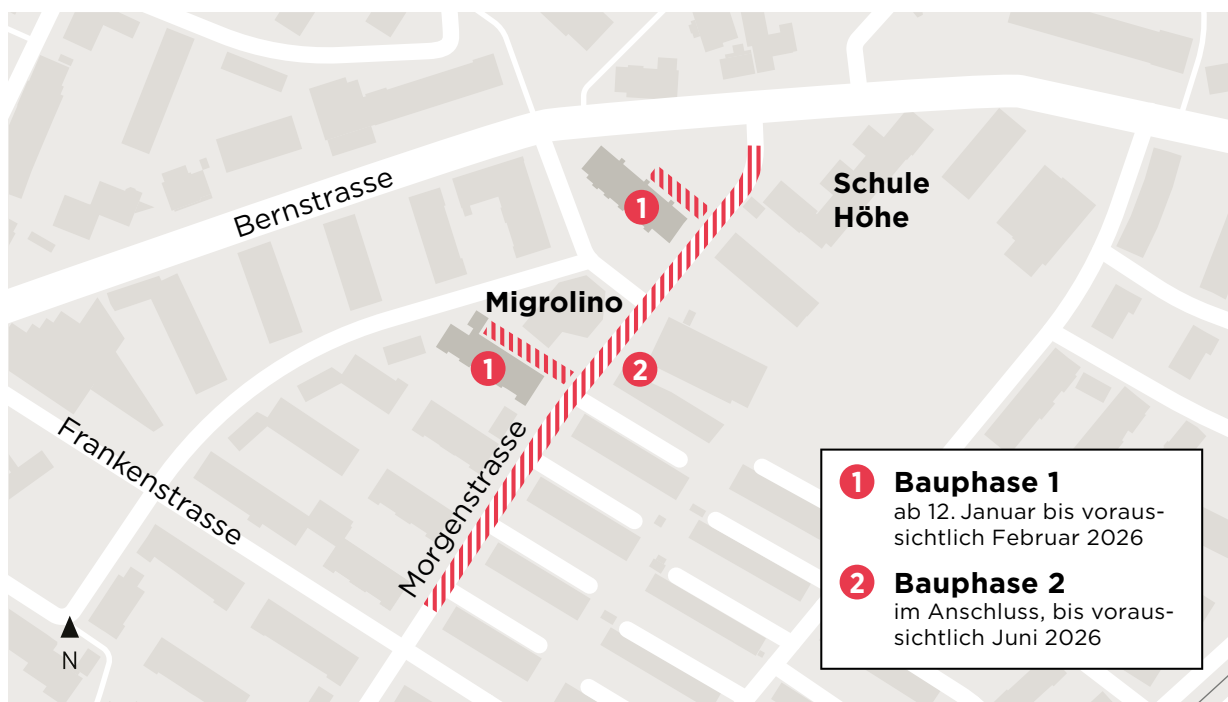 Schule
Höhe
1
Bernstrasse
Migrolino
1
2
Frankenstrasse
Morgenstrasse
N
1 Bauphase 1
ab 12. Januar bis voraus-
sichtlich Februar 2026
2 Bauphase 2
im Anschluss, bis voraus-
sichtlich Juni 2026